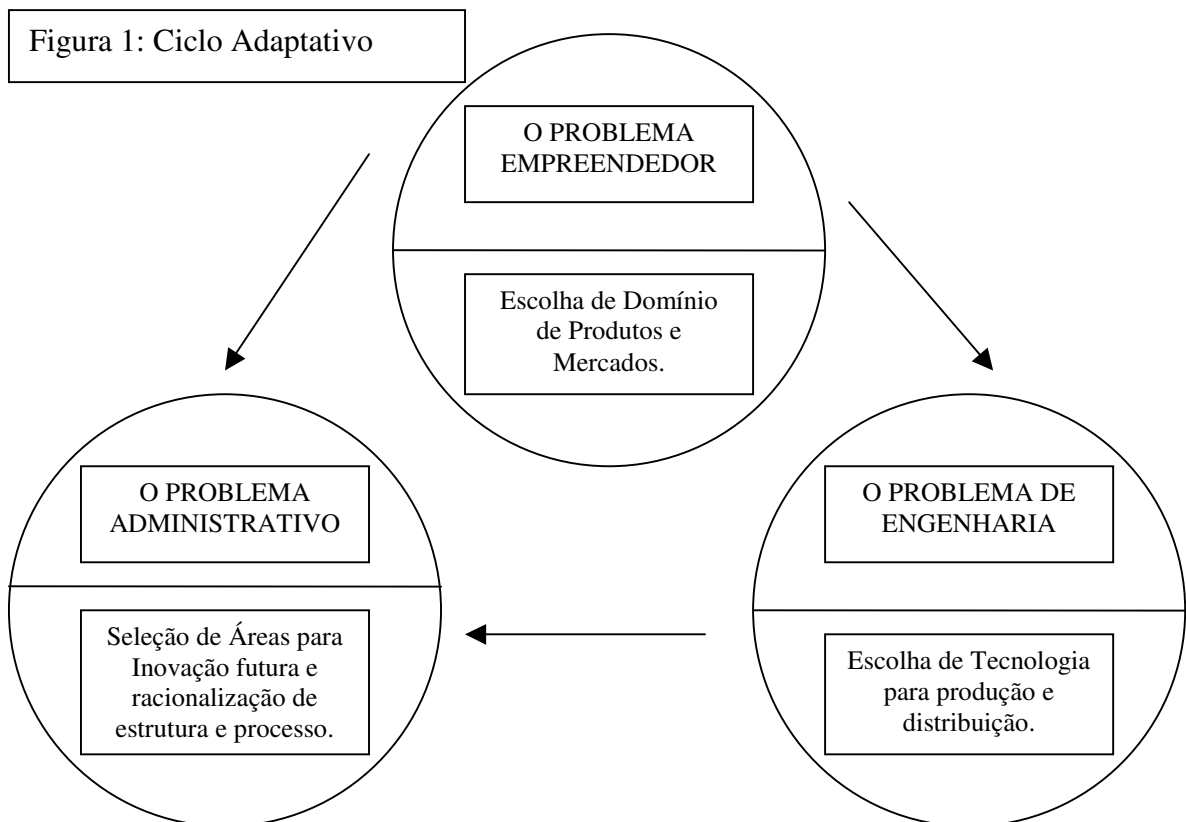 Figura 1: Ciclo Adaptativo
O PROBLEMA
EMPREENDEDOR
Escolha de Domínio
de Produtos e
Mercados.
O PROBLEMA
ADMINISTRATIVO
Seleção de Áreas para
Inovação futura e
racionalização de
estrutura e processo.
O PROBLEMA DE
ENGENHARIA
Escolha de Tecnologia
para produção e
distribuição.